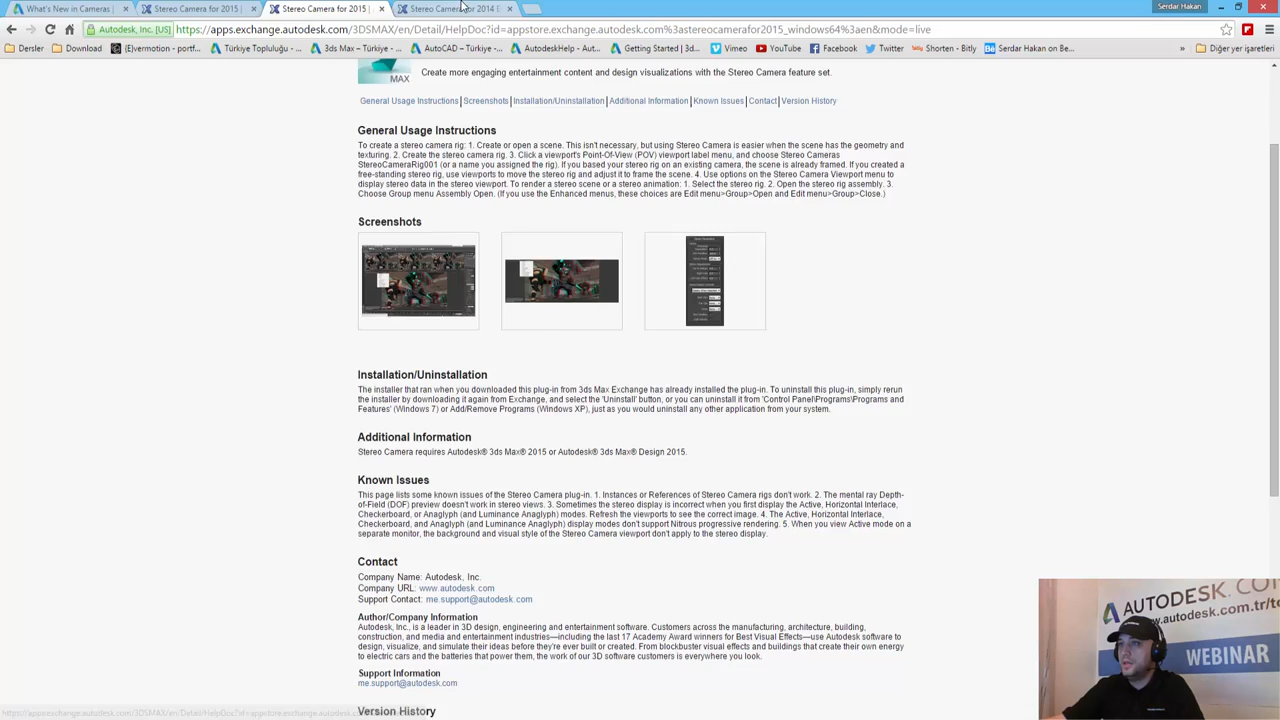 What's New in Cameras |
Stereo Camera for 2015 |
Stereo Camera for 2015 |
Stereo Camera for 2014 E
Serdar Hakan
Autodesk, Inc. [US]
https://apps.exchange.autodesk.com/3DSMAX/en/Detail/HelpDoc?id=appstore.exchange.autodesk.com%3astereocamerafor2015_windows64%3aen&mode=live
Dersler
Download
{E}vermotion - portf...
Türkiye Topluluğu - ...
3ds Max – Türkiye, ...
AutoCAD – Türkiye -...
AutodeskHelp - Aut...
Getting Started | 3d...
Vimeo
YouTube
Facebook
Twitter
Shorten - Bitly
Serdar Hakan on Be...
»
Diğer yer işaretleri
MAX
Create more engaging entertainment content and design visualizations with the Stereo Camera feature set.
General Usage Instructions | Screenshots | Installation/Uninstallation | Additional Information | Known Issues | Contact | Version History
General Usage Instructions
To create a stereo camera rig: 1. Create or open a scene. This isn't necessary, but using Stereo Camera is easier when the scene has the geometry and
texturing. 2. Create the stereo camera rig. 3. Click a viewport's Point-Of-View (POV) viewport label menu, and choose Stereo Cameras
StereoCameraRig001 (or a name you assigned the rig). If you based your stereo rig on an existing camera, the scene is already framed. If you created a
free-standing stereo rig, use viewports to move the stereo rig and adjust it to frame the scene. 4. Use options on the Stereo Camera Viewport menu to
display stereo data in the stereo viewport. To render a stereo scene or a stereo animation: 1. Select the stereo rig. 2. Open the stereo rig assembly. 3.
Choose Group menu Assembly Open. (If you use the Enhanced menus, these choices are Edit menu>Group>Open and Edit menu>Group>Close.)
Screenshots
Installation/Uninstallation
The installer that ran when you downloaded this plug-in from 3ds Max Exchange has already installed the plug-in. To uninstall this plug-in, simply rerun
the installer by downloading it again from Exchange, and select the 'Uninstall' button, or you can uninstall it from 'Control Panel\Programs\Programs and
Features' (Windows 7) or Add/Remove Programs (Windows XP), just as you would uninstall any other application from your system.
Additional Information
Stereo Camera requires Autodesk® 3ds Max® 2015 or Autodesk® 3ds Max® Design 2015.
Known Issues
This page lists some known issues of the Stereo Camera plug-in. 1. Instances or References of Stereo Camera rigs don't work. 2. The mental ray Depth-
of-Field (DOF) preview doesn't work in stereo views. 3. Sometimes the stereo display is incorrect when you first display the Active, Horizontal Interlace,
Checkerboard, or Anaglyph (and Luminance Anaglyph) modes. Refresh the viewports to see the correct image. 4. The Active, Horizontal Interlace,
Checkerboard, and Anaglyph (and Luminance Anaglyph) display modes don't support Nitrous progressive rendering. 5. When you view Active mode on a
separate monitor, the background and visual style of the Stereo Camera viewport don't apply to the stereo display.
Contact
Company Name: Autodesk, Inc.
Company URL: www.autodesk.com
Support Contact: me.support@autodesk.com
Author/Company Information
Autodesk, Inc., is a leader in 3D design, engineering and entertainment software. Customers across the manufacturing, architecture, building,
construction, and media and entertainment industries—including the last 17 Academy Award winners for Best Visual Effects—use Autodesk software to
design, visualize, and simulate their ideas before they're ever built or created. From blockbuster visual effects and buildings that create their own energy
to electric cars and the batteries that power them, the work of our 3D software customers is everywhere you look.
Support Information
me.support@autodesk.com
Version History
AUTODESK.COM
www.autodesk.com.tr/to
WEBINAR